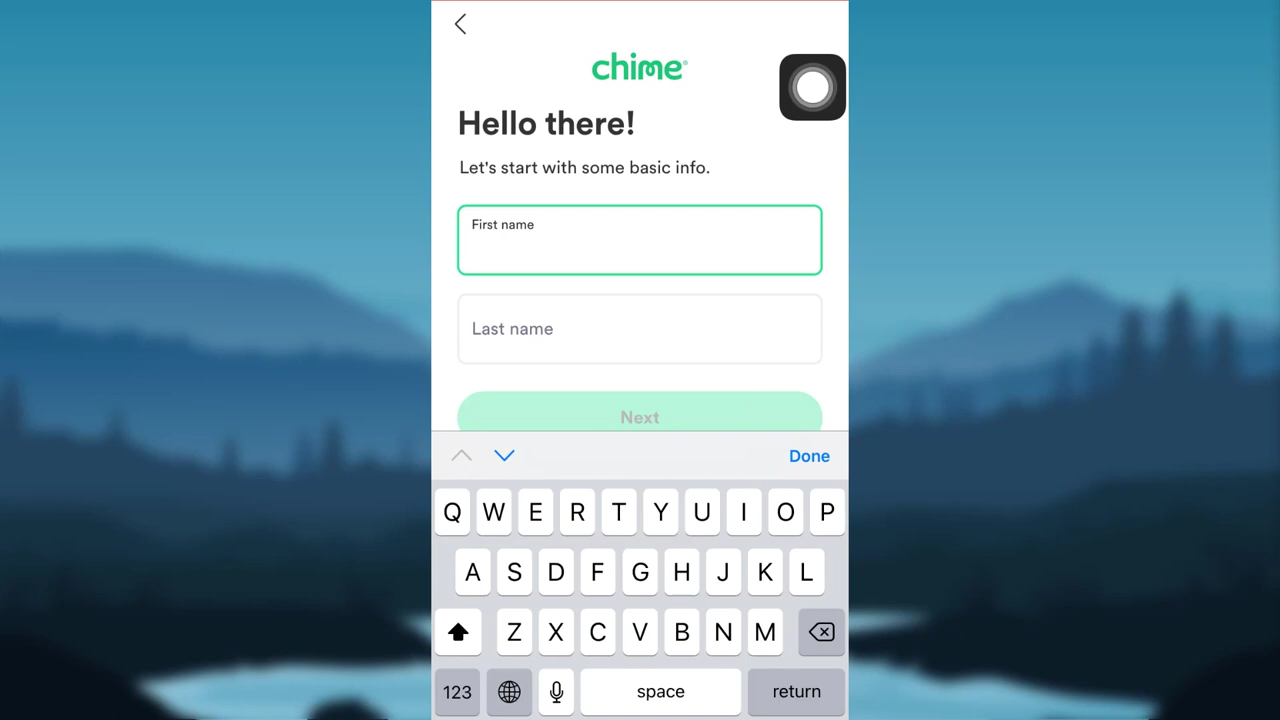 chime®
Hello there!
Let's start with some basic info.
First name
Last name
Next
Done
Q W E R T Y U I O P
A S D F G H J K L
Z X C V B N M
123 space return